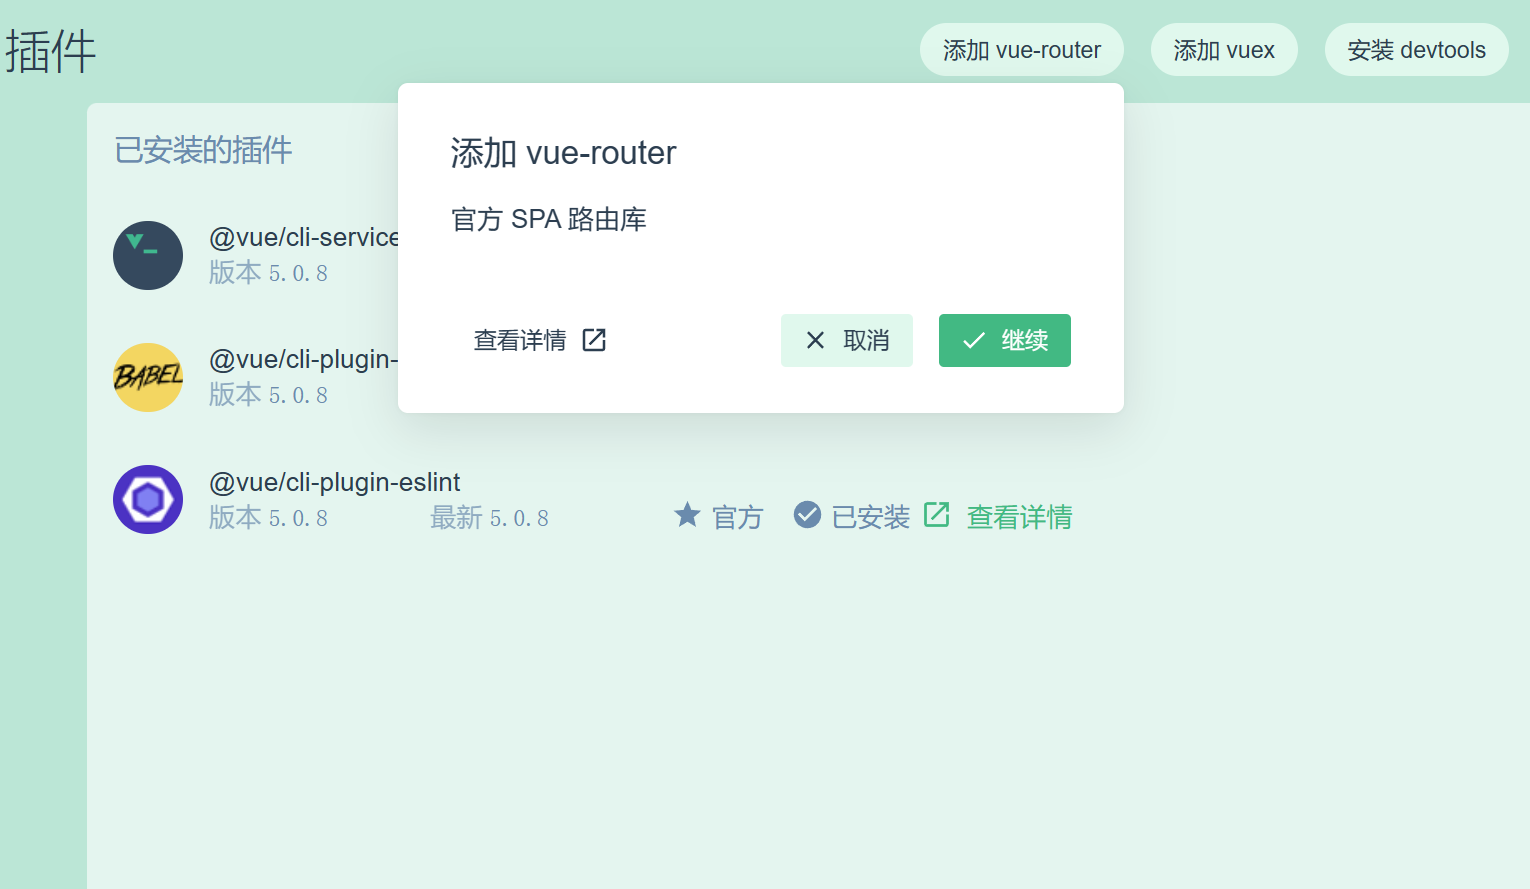 插件
添加 vue-router
添加 vuex
安装 devtools
已安装的插件
添加 vue-router
官方 SPA 路由库
查看详情
取消
继续
@vue/cli-service
版本 5.0.8
BABEL
@vue/cli-plugin-
版本 5.0.8
@vue/cli-plugin-eslint
版本 5.0.8
最新 5.0.8
官方
已安装
查看详情